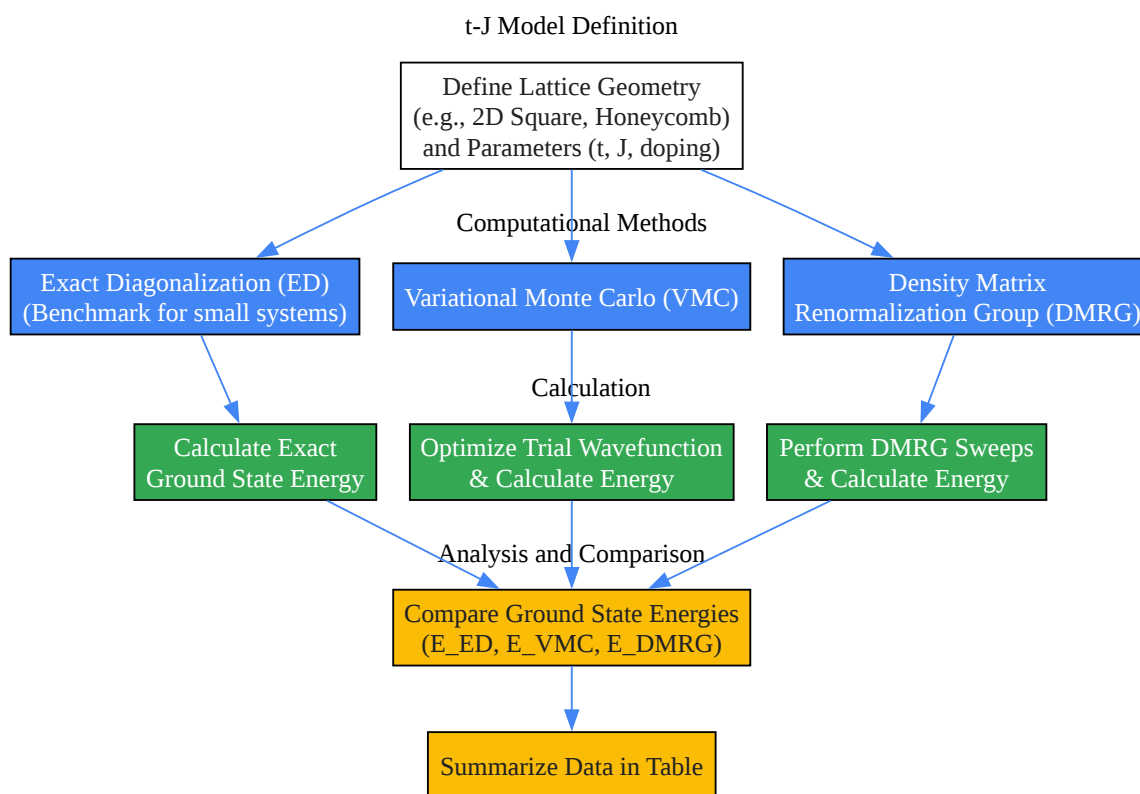 t-J Model Definition
Define Lattice Geometry
(e.g., 2D Square, Honeycomb)
and Parameters (t, J, doping)
Computational Methods
Exact Diagonalization (ED)
(Benchmark for small systems)
Variational Monte Carlo (VMC)
Density Matrix
Renormalization Group (DMRG)
Calculation
Calculate Exact
Ground State Energy
Optimize Trial Wavefunction
& Calculate Energy
Perform DMRG Sweeps
& Calculate Energy
Analysis and Comparison
Compare Ground State Energies
(E_ED, E_VMC, E_DMRG)
Summarize Data in Table